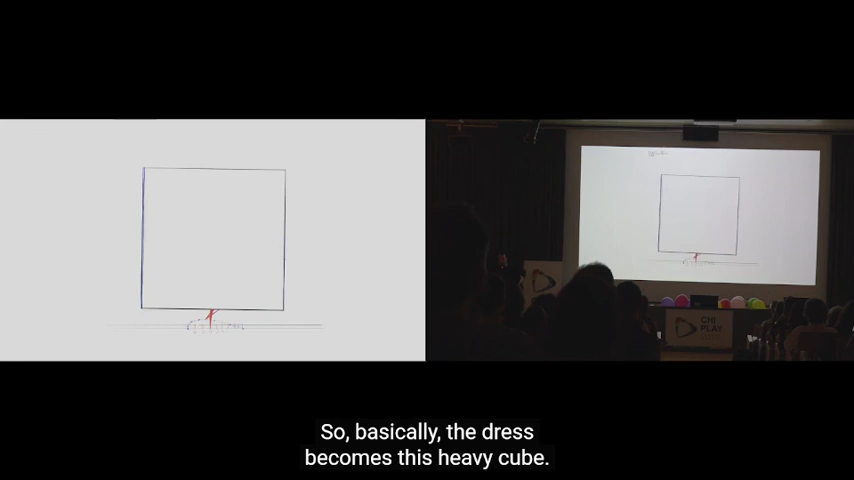 CHI
PLAY
So, basically, the dress
becomes this heavy cube.